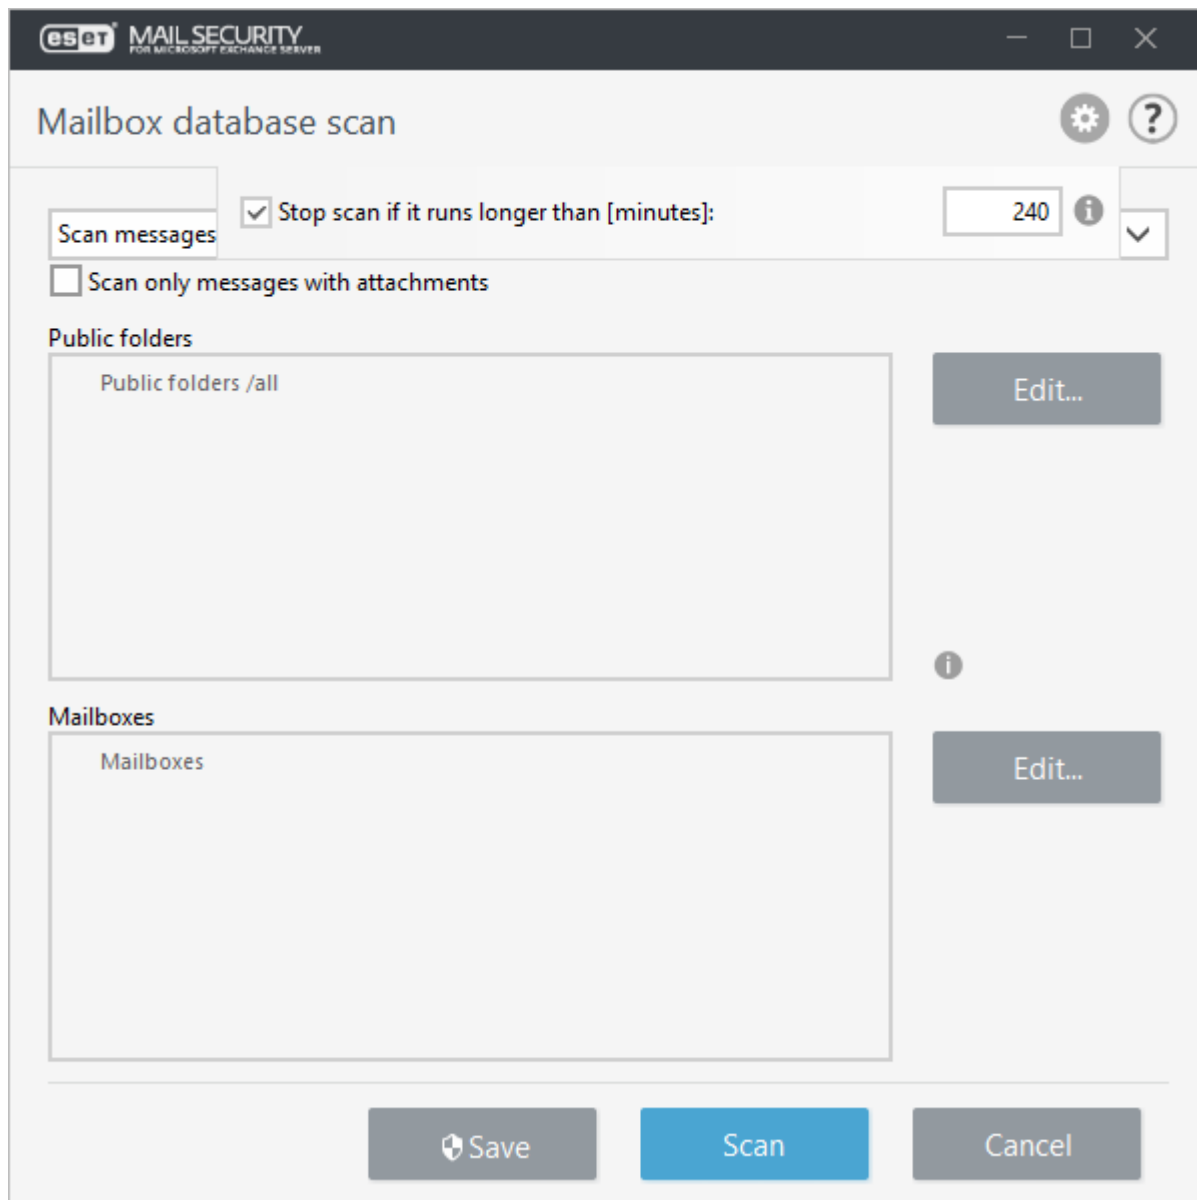 eset MAIL SECURITY
FOR MICROSOFT EXCHANGE SERVER
Mailbox database scan
?
Stop scan if it runs longer than [minutes]: 240
Scan messages
Scan only messages with attachments
Public folders
Public folders /all
Edit...
Mailboxes
Mailboxes
Edit...
Save Scan Cancel